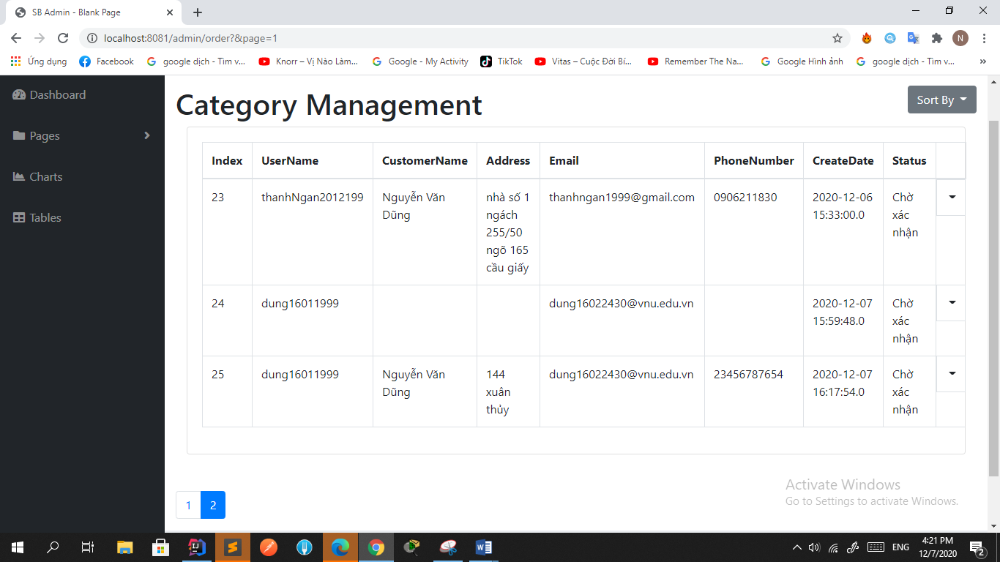 SB Admin - Blank Page
localhost:8081/admin/order?&page=1
N
Ứng dụng Facebook google dịch - Tìm v... Knorr – Vị Nào Làm... Google - My Activity TikTok Vitas – Cuộc Đời Bí... Remember The Na... Google Hình ảnh google dịch - Tìm v... »
Dashboard
Pages
Charts
Tables
Category Management
Sort By
Index UserName CustomerName Address Email PhoneNumber CreateDate Status
23 thanhNgan2012199 Nguyễn Văn nhà số 1 thanhngan1999@gmail.com 0906211830 2020-12-06 Chờ
Dũng ngách 15:33:00.0 xác
255/50 nhận
ngõ 165
cầu giấy
24 dung16011999 dung16022430@vnu.edu.vn 2020-12-07 Chờ
15:59:48.0 xác
nhận
25 dung16011999 Nguyễn Văn 144 dung16022430@vnu.edu.vn 23456787654 2020-12-07 Chờ
Dũng xuân 16:17:54.0 xác
thủy nhận
1 2
Activate Windows
Go to Settings to activate Windows.
ENG
4:21 PM
12/7/2020
2